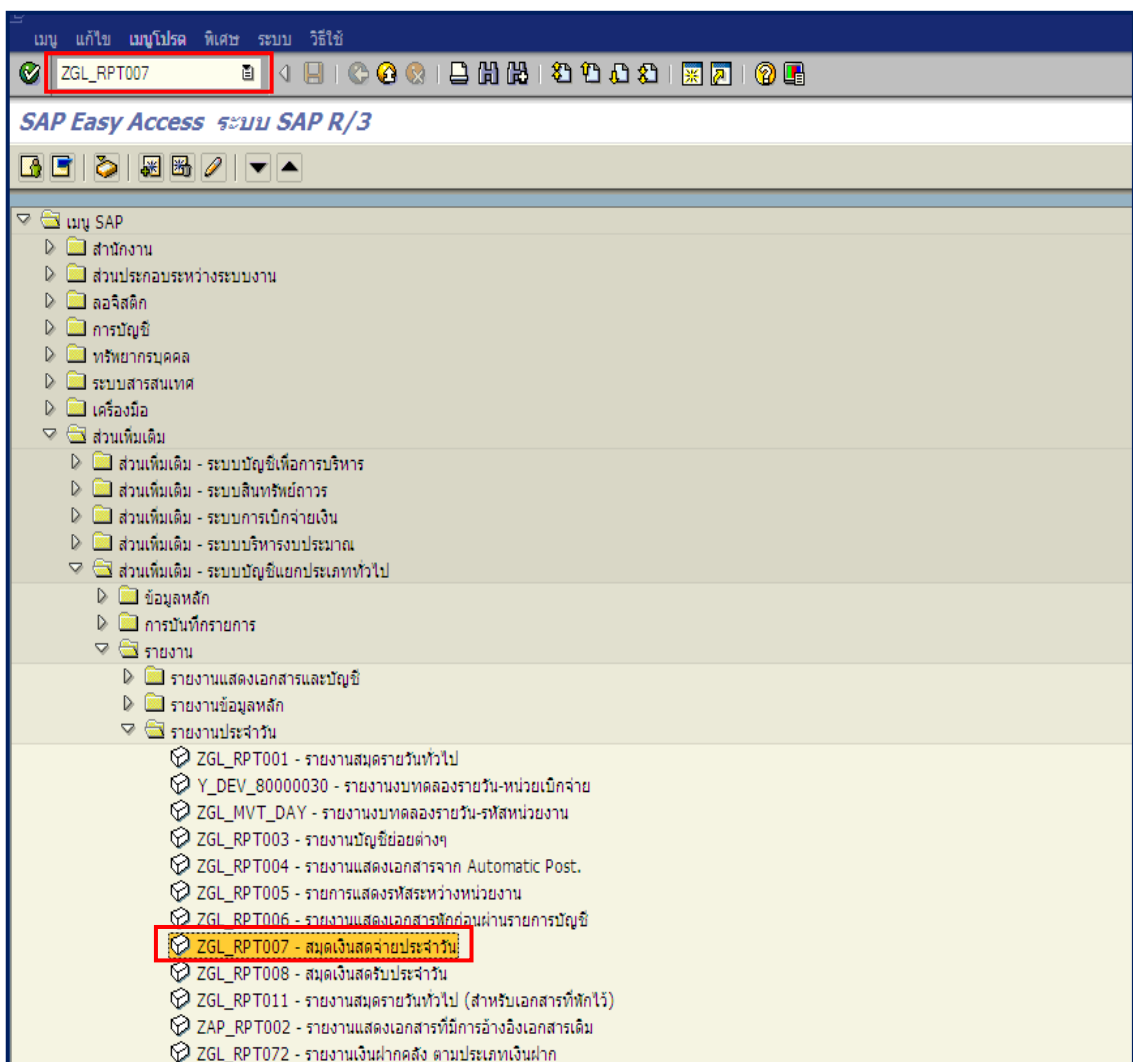 เมนู แก้ไข เมนูโปรด พิเศษ ระบบ วิธีใช้
ZGL_RPT007
SAP Easy Access ระบบ SAP R/3
เมนู SAP
สำนักงาน
ส่วนประกอบระหว่างระบบงาน
ลอจิสติก
การบัญชี
ทรัพยากรบุคคล
ระบบสารสนเทศ
เครื่องมือ
ส่วนเพิ่มเติม
ส่วนเพิ่มเติม - ระบบบัญชีเพื่อการบริหาร
ส่วนเพิ่มเติม - ระบบสินทรัพย์ถาวร
ส่วนเพิ่มเติม - ระบบการเบิกจ่ายเงิน
ส่วนเพิ่มเติม - ระบบบริหารงบประมาณ
ส่วนเพิ่มเติม - ระบบบัญชีแยกประเภททั่วไป
ข้อมูลหลัก
การบันทึกรายการ
รายงาน
รายงานแสดงเอกสารและบัญชี
รายงานข้อมูลหลัก
รายงานประจำวัน
ZGL_RPT001 - รายงานสมุดรายวันทั่วไป
Y_DEV_80000030 - รายงานงบทดลองรายวัน-หน่วยเบิกจ่าย
ZGL_MVT_DAY - รายงานงบทดลองรายวัน-รหัสหน่วยงาน
ZGL_RPT003 - รายงานบัญชีย่อยต่างๆ
ZGL_RPT004 - รายงานแสดงเอกสารจาก Automatic Post.
ZGL_RPT005 - รายการแสดงรหัสระหว่างหน่วยงาน
ZGL_RPT006 - รายงานแสดงเอกสารพักก่อนผ่านรายการบัญชี
ZGL_RPT007 - สมุดเงินสดจ่ายประจำวัน
ZGL_RPT008 - สมุดเงินสดรับประจำวัน
ZGL_RPT011 - รายงานสมุดรายวันทั่วไป (สำหรับเอกสารที่พักไว้)
ZAP_RPT002 - รายงานแสดงเอกสารที่มีการอ้างอิงเอกสารเดิม
ZGL_RPT072 - รายงานเงินฝากคลัง ตามประเภทเงินฝาก